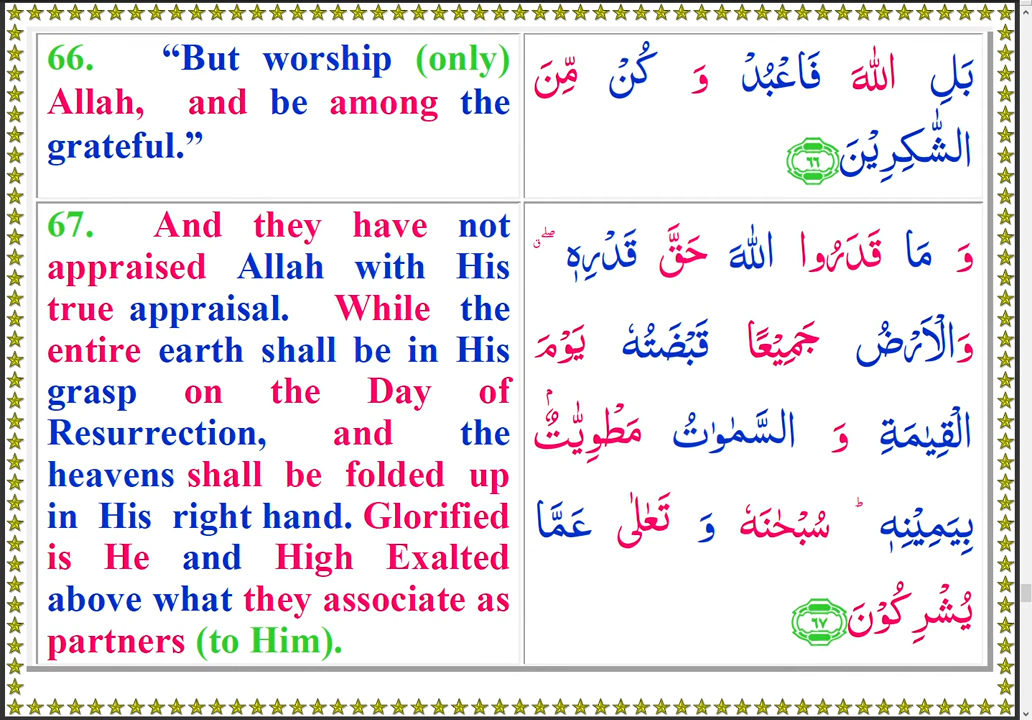 66. “But worship (only)
Allah, and be among the
grateful.”
بَلِ اللّٰهَ فَاعْبُدْ وَ كُنْ مِّنَ
الشّٰكِرِيْنَ ﴿٦٦﴾
67. And they have not
appraised Allah with His
true appraisal. While the
entire earth shall be in His
grasp on the Day of
Resurrection, and the
heavens shall be folded up
in His right hand. Glorified
is He and High Exalted
above what they associate as
partners (to Him).
وَ مَا قَدَرُوا اللّٰهَ حَقَّ قَدْرِهٖ ۖۗ
وَالْاَرْضُ جَمِيْعًا قَبْضَتُهٗ يَوْمَ
الْقِيٰمَةِ وَ السَّمٰوٰتُ مَطْوِيّٰتٌۢ
بِيَمِيْنِهٖ ؕ سُبْحٰنَهٗ وَ تَعٰلٰى عَمَّا
يُشْرِكُوْنَ ﴿٦٧﴾